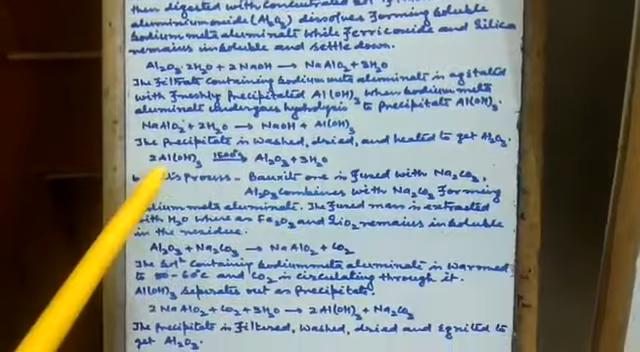 then digested with concentrated
aluminium oxide (Al₂O₃) dissolves forming soluble
Sodium meta aluminate while ferric oxide and Silica
remains insoluble and settle down.
Al₂O₃.2H₂O + 2NaOH → NaAlO₂ + 3H₂O
The filtrate containing Sodium meta aluminate is agitated
with freshly precipitated Al(OH)₃ when sodium meta
aluminate undergoes hydrolysis to precipitate Al(OH)₃.
NaAlO₂ + 2H₂O → NaOH + Al(OH)₃
The precipitate is washed, dried, and heated to get Al₂O₃.
2Al(OH)₃ 1500°c Al₂O₃ + 3H₂O
Process - Bauxite ore is fused with Na₂CO₃,
Al₂O₃ combines with Na₂CO₃ forming
sodium meta aluminate. The fused mass is extracted
with H₂O where as Fe₂O₃ and SiO₂ remains insoluble
in the residue.
Al₂O₃ + Na₂CO₃ → NaAlO₂ + CO₂
The Solⁿ containing Sodium meta aluminate is warmed
to 50-60°C and CO₂ is circulating through it.
Al(OH)₃ separates out as precipitate.
2NaAlO₂ + CO₂ + 3H₂O → 2Al(OH)₃ + Na₂CO₃
The precipitate is filtered, washed, dried and ignited to
get Al₂O₃.